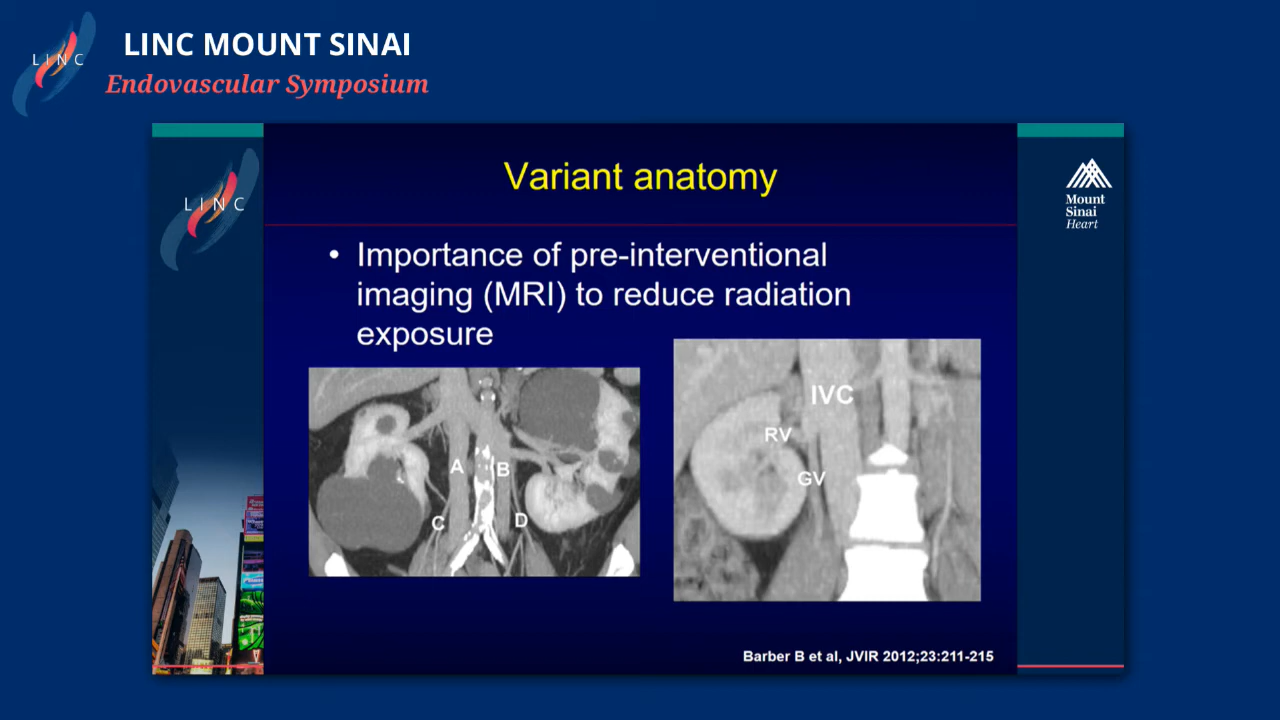 LINC
LINC MOUNT SINAI
Endovascular Symposium
LINC
Mount
Sinai
Heart
Variant anatomy
• Importance of pre-interventional
imaging (MRI) to reduce radiation
exposure
A
B
C
D
IVC
RV
GV
Barber B et al, JVIR 2012;23:211-215